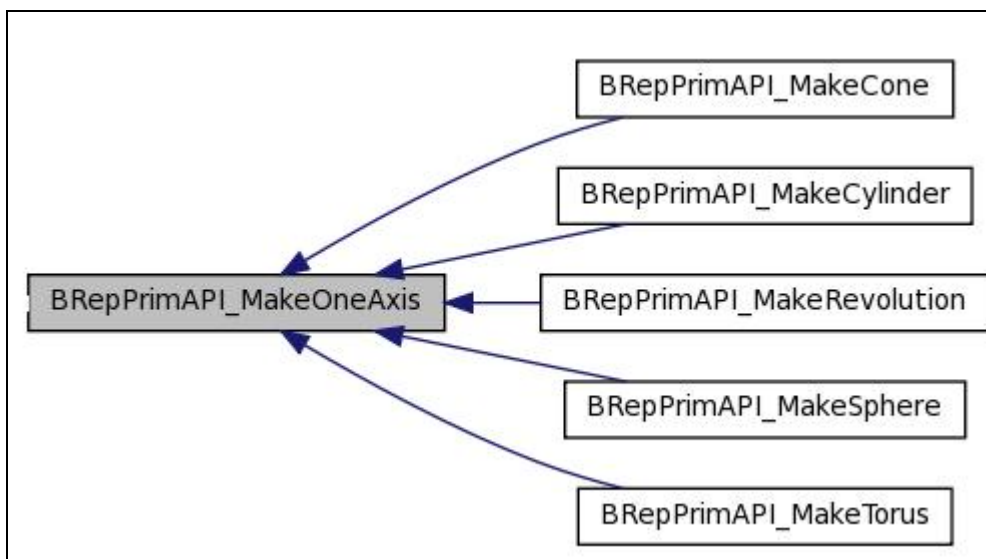 BRepPrimAPI_MakeCone
BRepPrimAPI_MakeCylinder
BRepPrimAPI_MakeOneAxis
BRepPrimAPI_MakeRevolution
BRepPrimAPI_MakeSphere
BRepPrimAPI_MakeTorus